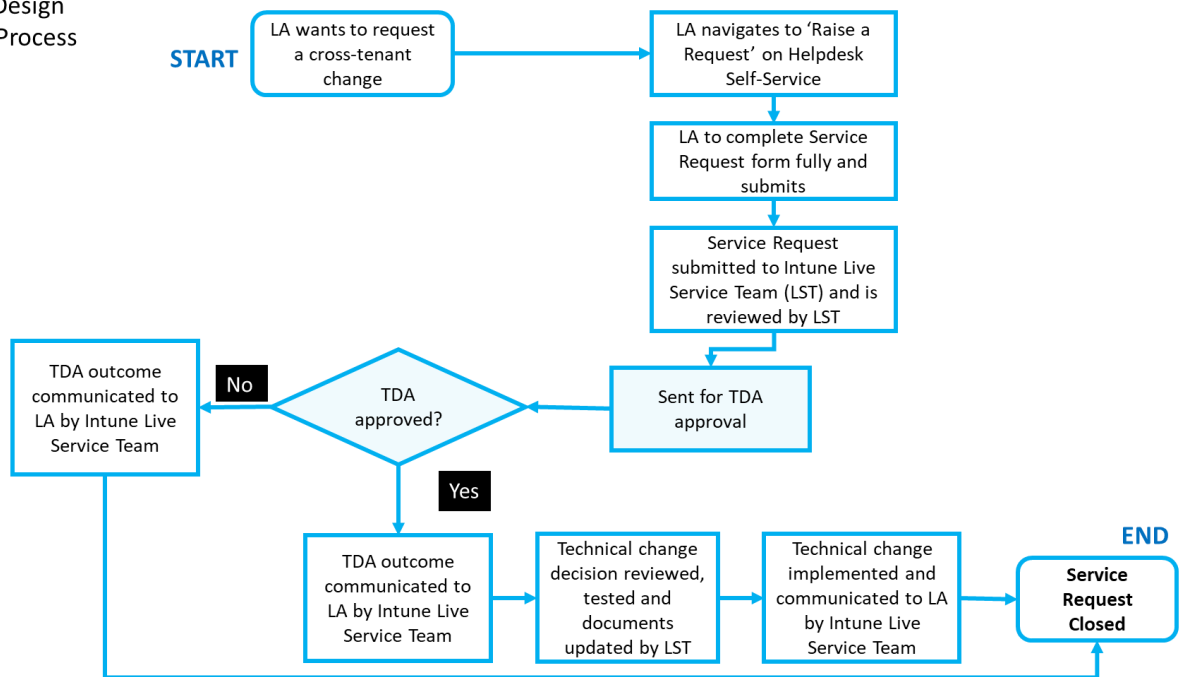 Design
Process
START
LA wants to request
a cross-tenant
change
LA navigates to ‘Raise a
Request’ on Helpdesk
Self-Service
LA to complete Service
Request form fully and
submits
Service Request
submitted to Intune Live
Service Team (LST) and is
reviewed by LST
Sent for TDA
approval
TDA
approved?
No
TDA outcome
communicated to
LA by Intune Live
Service Team
Yes
TDA outcome
communicated to
LA by Intune Live
Service Team
Technical change
decision reviewed,
tested and
documents
updated by LST
Technical change
implemented and
communicated to LA
by Intune Live
Service Team
END
Service
Request
Closed